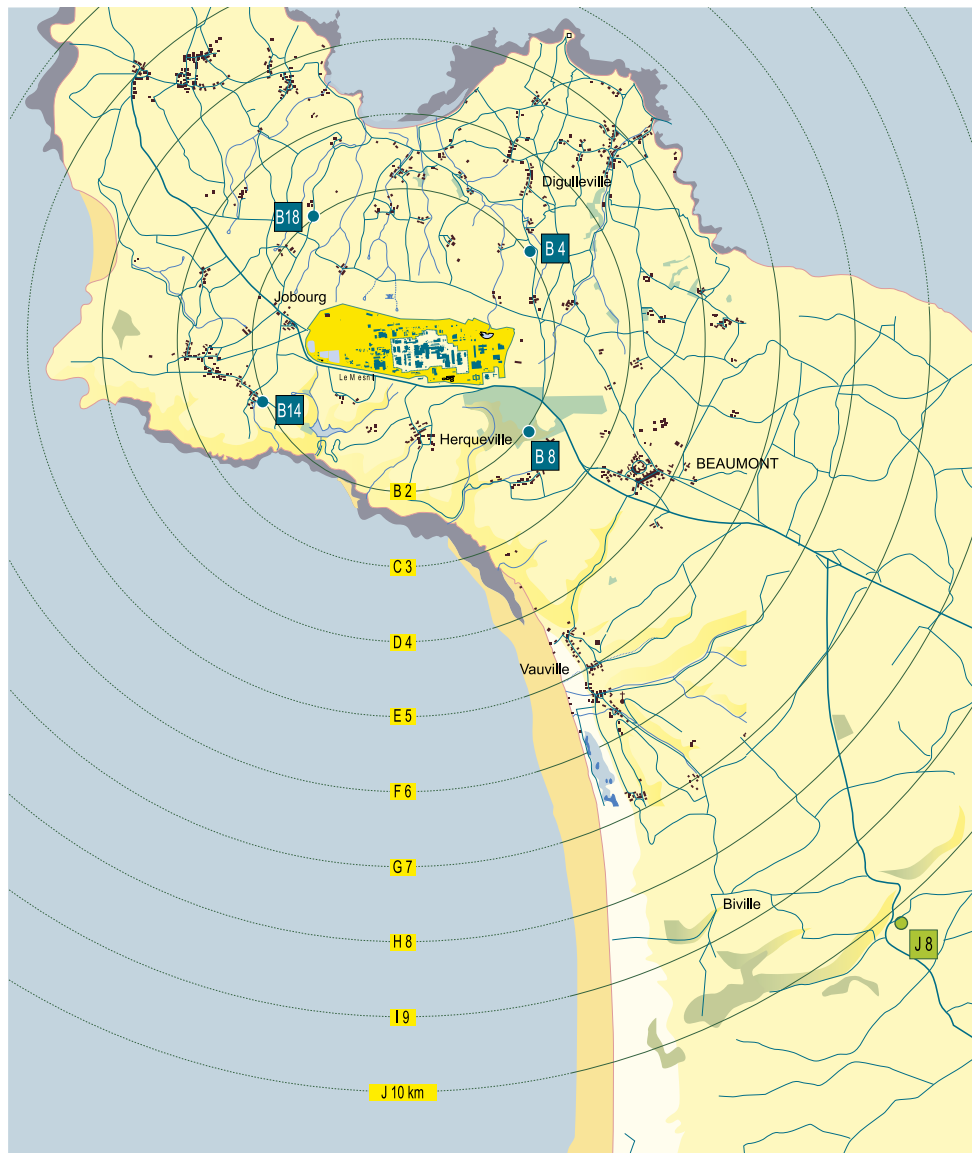 Digulleville
B18
B 4
Jobourg
Le Mesnil
B14
Herqueville
B 8
BEAUMONT
B 2
C 3
D 4
Vauville
E 5
F 6
G 7
Biville
H 8
J 8
I 9
J 10 km